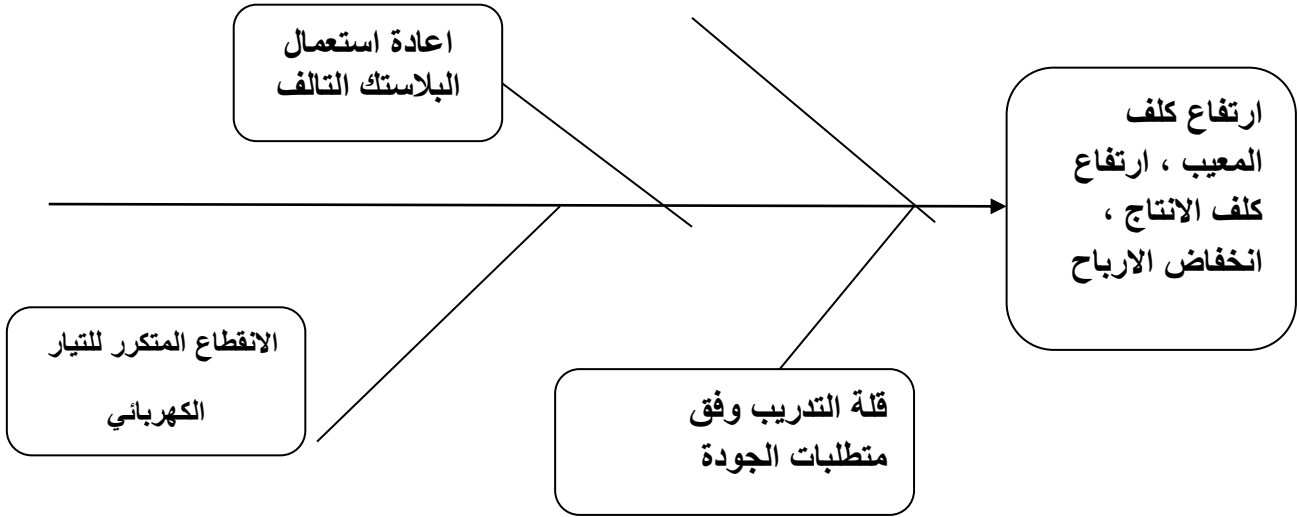 اعادة استعمال
البلاستك التالف
ارتفاع كلف
المعيب ، ارتفاع
كلف الانتاج ،
انخفاض الارباح
الانقطاع المتكرر للتيار
الكهربائي
قلة التدريب وفق
متطلبات الجودة